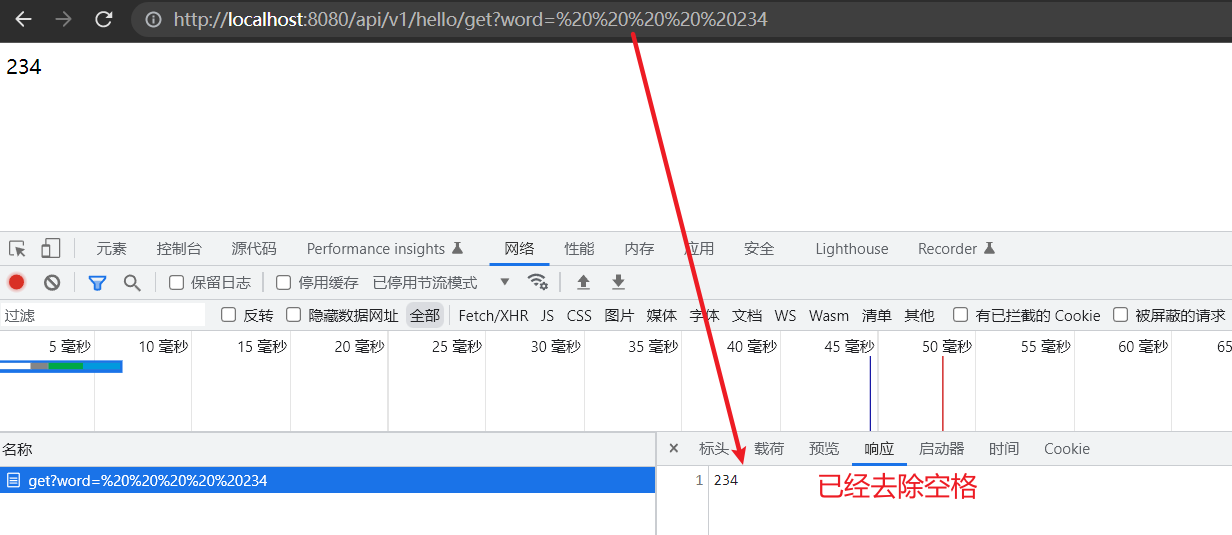 http://localhost:8080/api/v1/hello/get?word=%20%20%20%20%20234
234
元素 控制台 源代码 Performance insights 网络 性能 内存 应用 安全 Lighthouse Recorder
保留日志 停用缓存 已停用节流模式
过滤 反转 隐藏数据网址 全部 Fetch/XHR JS CSS 图片 媒体 字体 文档 WS Wasm 清单 其他 有已拦截的 Cookie 被屏蔽的请求
5 毫秒 10 毫秒 15 毫秒 20 毫秒 25 毫秒 30 毫秒 35 毫秒 40 毫秒 45 毫秒 50 毫秒 55 毫秒 60 毫秒 65
名称 × 标头 载荷 预览 响应 启动器 时间 Cookie
get?word=%20%20%20%20%20234 1 234 已经去除空格